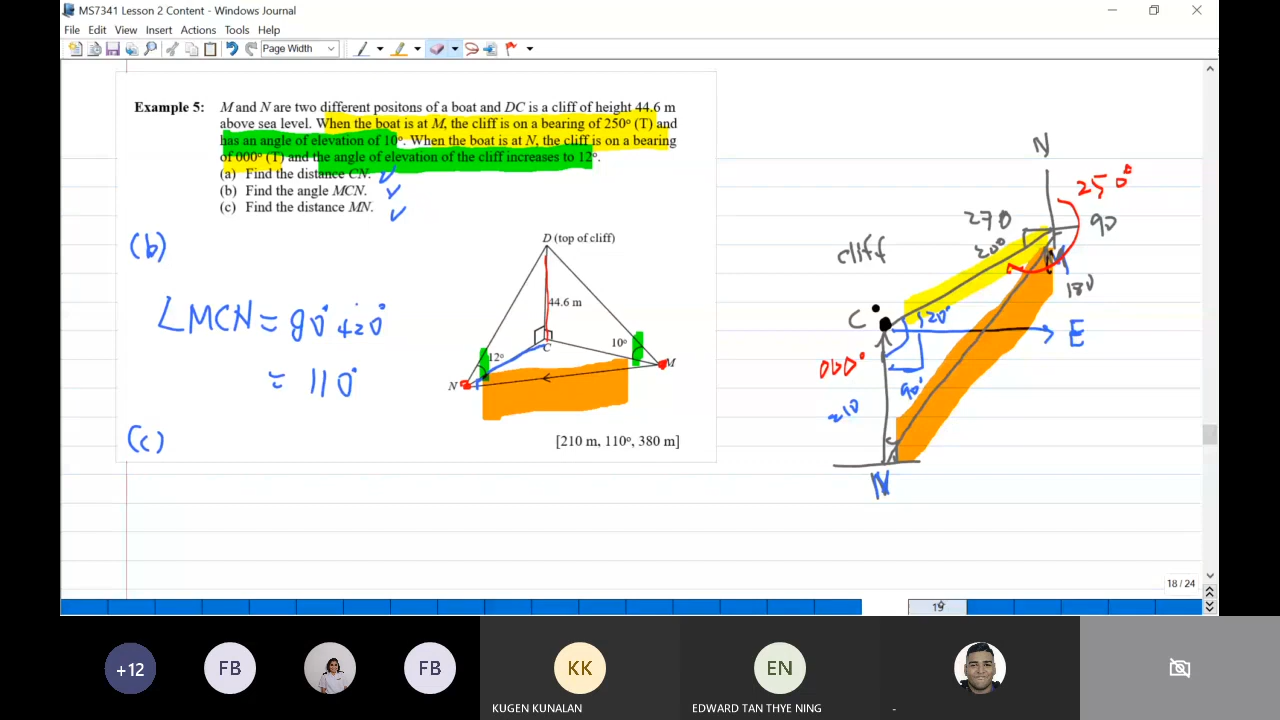 MS7341 Lesson 2 Content - Windows Journal
File Edit View Insert Actions Tools Help
Page Width
Example 5: M and N are two different positons of a boat and DC is a cliff of height 44.6 m
above sea level. When the boat is at M, the cliff is on a bearing of 250° (T) and
has an angle of elevation of 10°. When the boat is at N, the cliff is on a bearing
of 000° (T) and the angle of elevation of the cliff increases to 12°.
(a) Find the distance CN.
(b) Find the angle MCN.
(c) Find the distance MN.
(b)
∠MCN = 90° + 20°
= 110°
(c)
D (top of cliff)
44.6 m
C
12°
10°
N
M
[210 m, 110°, 380 m]
N
250°
270
90
cliff
20°
M
180
C
20°
E
000°
90°
210
N
18 / 24
19
+12
FB
FB
KK
EN
KUGEN KUNALAN
EDWARD TAN THYE NING
-